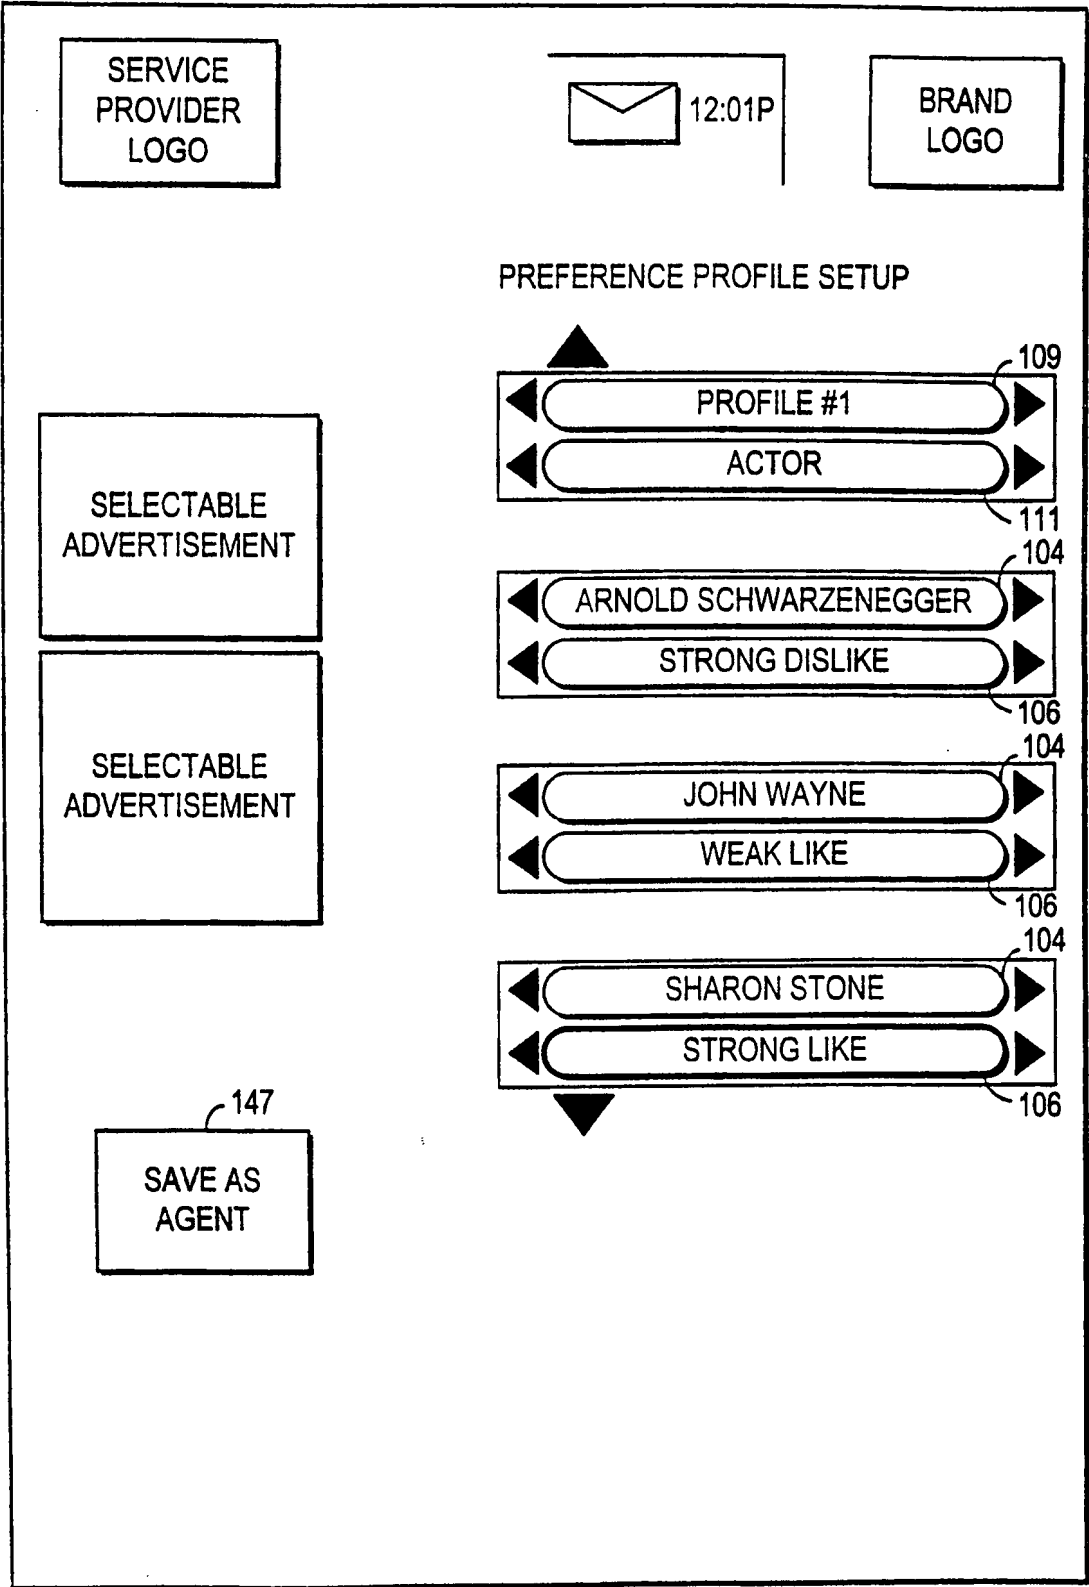 SERVICE
PROVIDER
LOGO
12:01P
BRAND
LOGO
PREFERENCE PROFILE SETUP
109
PROFILE #1
ACTOR
111
SELECTABLE
ADVERTISEMENT
104
ARNOLD SCHWARZENEGGER
STRONG DISLIKE
106
SELECTABLE
ADVERTISEMENT
104
JOHN WAYNE
WEAK LIKE
106
104
SHARON STONE
STRONG LIKE
106
147
SAVE AS
AGENT